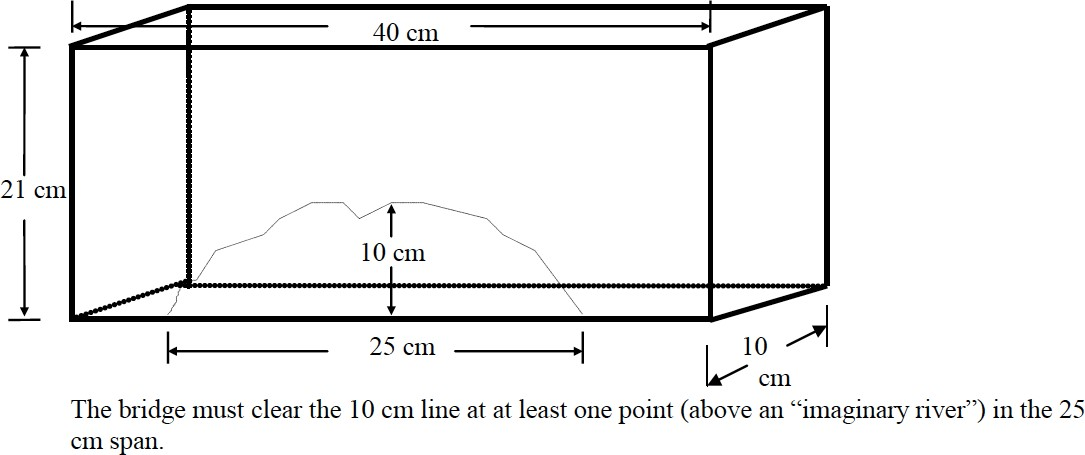 40 cm
21 cm
10 cm
25 cm
10
cm
The bridge must clear the 10 cm line at at least one point (above an “imaginary river”) in the 25
cm span.